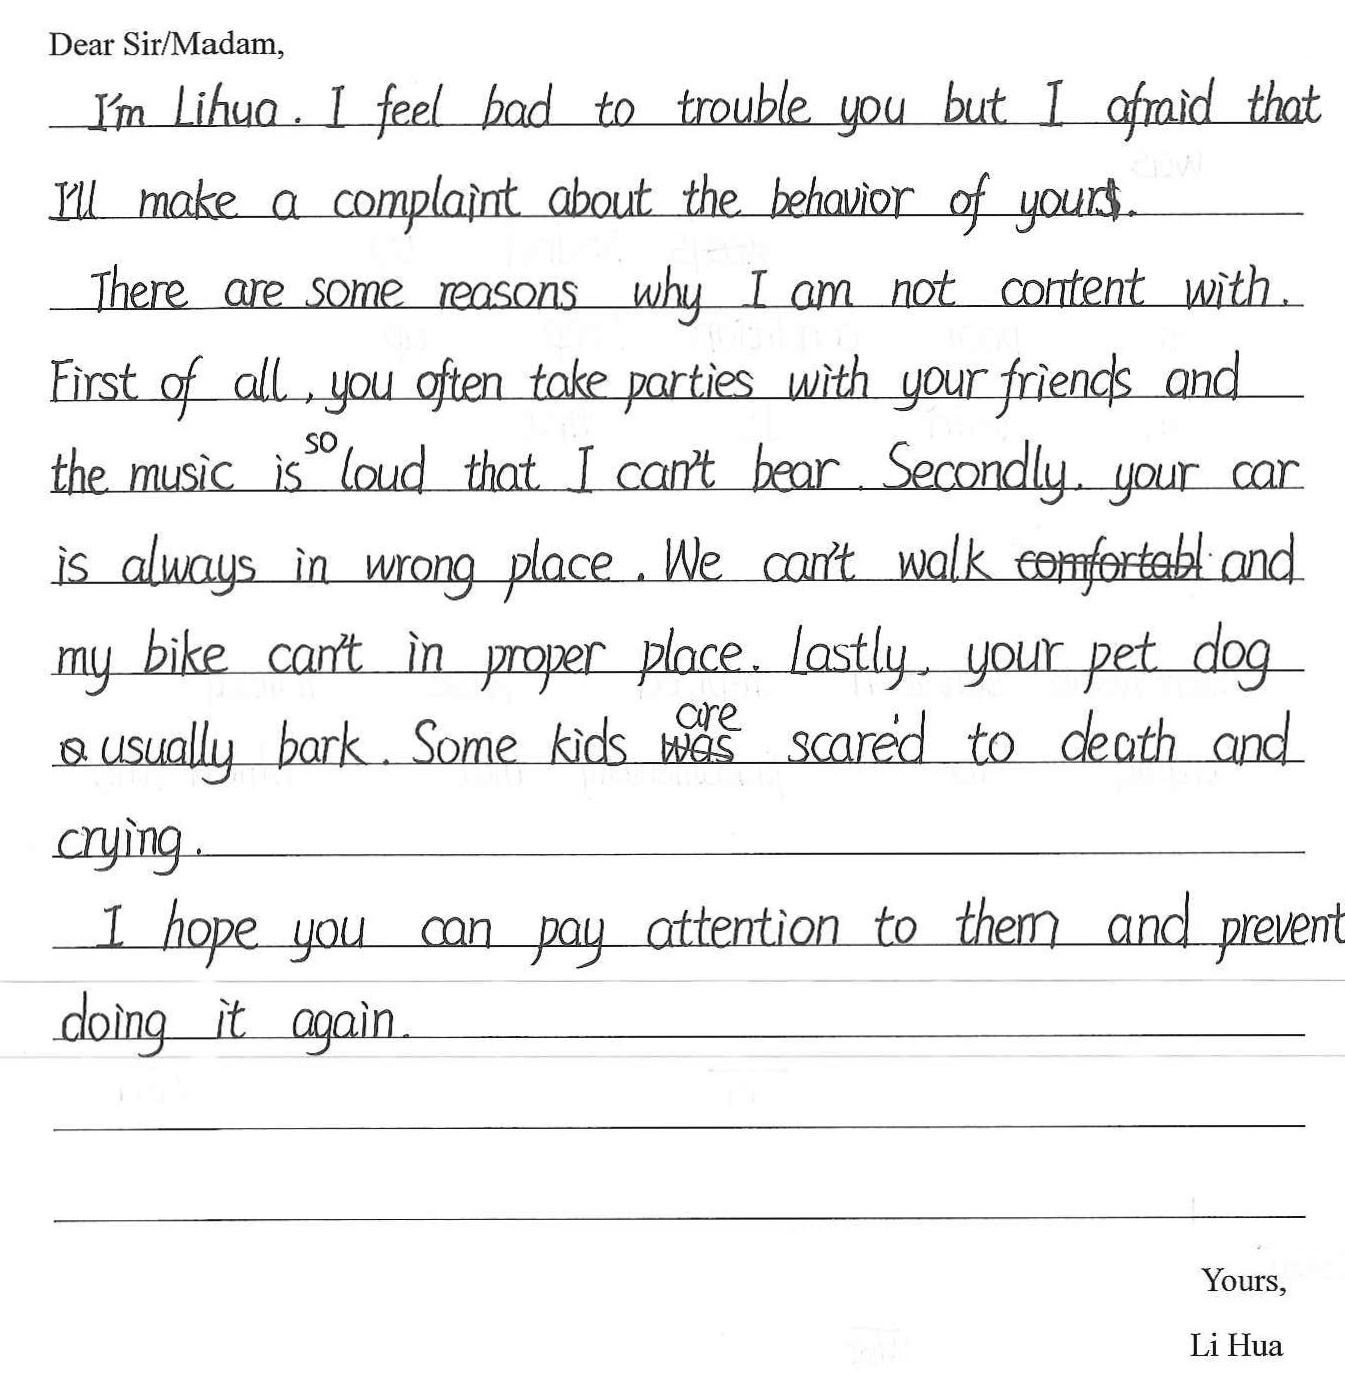 Dear Sir/Madam,
I'm Lihua. I feel bad to trouble you but I afraid that
I'll make a complaint about the behavior of yours.
There are some reasons why I am not content with.
First of all, you often take parties with your friends and
the music is so loud that I can't bear. Secondly, your car
is always in wrong place. We can't walk comfortabl and
my bike can't in proper place. Lastly, your pet dog
usually bark. Some kids was are scared to death and
crying.
I hope you can pay attention to them and prevent
doing it again.
Yours,
Li Hua